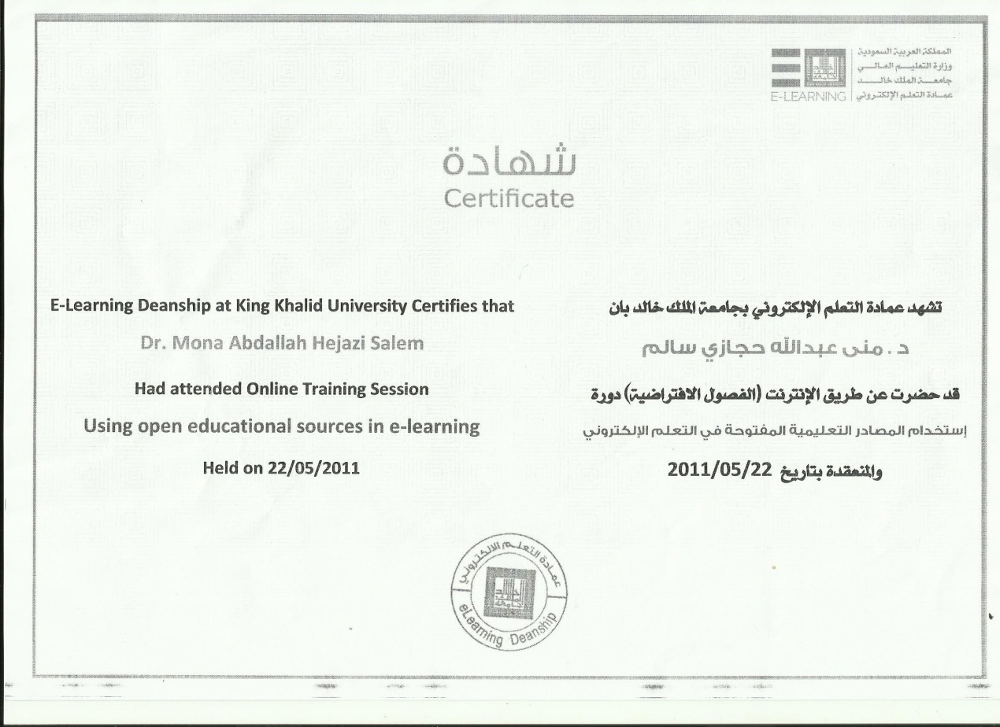 المملكة العربية السعودية
وزارة التعليم العالي
جامعة الملك خالد
عمادة التعلم الإلكتروني
E-LEARNING
شهادة
Certificate
E-Learning Deanship at King Khalid University Certifies that
Dr. Mona Abdallah Hejazi Salem
Had attended Online Training Session
Using open educational sources in e-learning
Held on 22/05/2011
تشهد عمادة التعلم الإلكتروني بجامعة الملك خالد بان
د. منى عبدالله حجازي سالم
قد حضرت عن طريق الإنترنت (الفصول الافتراضية) دورة
إستخدام المصادر التعليمية المفتوحة في التعلم الإلكتروني
والمنعقدة بتاريخ 2011/05/22
عمادة التعلم الالكتروني
eLearning Deanship